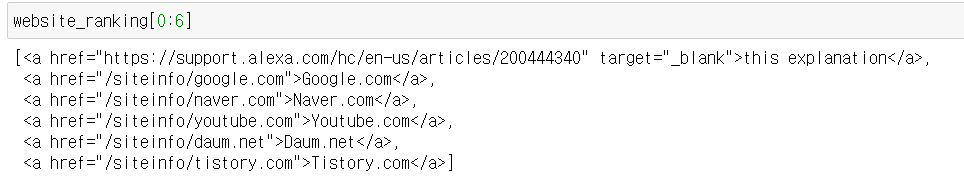 website_ranking[0:6]
[<a href="https://support.alexa.com/hc/en-us/articles/200444340" target="_blank">this explanation</a>,
<a href="/siteinfo/google.com">Google.com</a>,
<a href="/siteinfo/naver.com">Naver.com</a>,
<a href="/siteinfo/youtube.com">Youtube.com</a>,
<a href="/siteinfo/daum.net">Daum.net</a>,
<a href="/siteinfo/tistory.com">Tistory.com</a>]